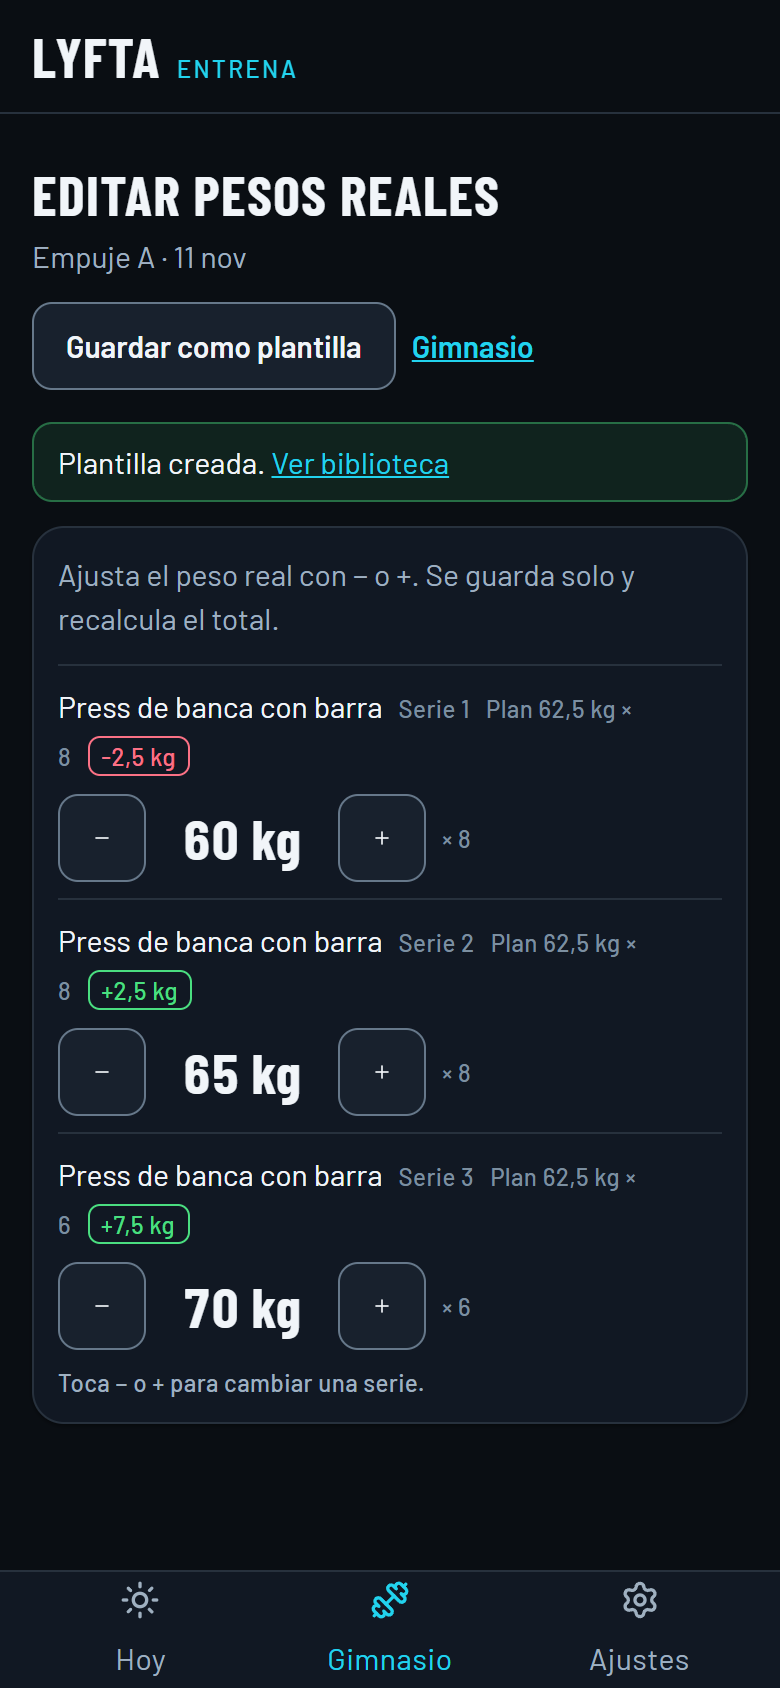 LYFTA ENTRENA
EDITAR PESOS REALES
Empuje A · 11 nov
Guardar como plantilla Gimnasio
Plantilla creada. Ver biblioteca
Ajusta el peso real con – o +. Se guarda solo y
recalcula el total.
Press de banca con barra Serie 1 Plan 62,5 kg ×
8 -2,5 kg
– 60 kg + × 8
Press de banca con barra Serie 2 Plan 62,5 kg ×
8 +2,5 kg
– 65 kg + × 8
Press de banca con barra Serie 3 Plan 62,5 kg ×
6 +7,5 kg
– 70 kg + × 6
Toca – o + para cambiar una serie.
Hoy Gimnasio Ajustes